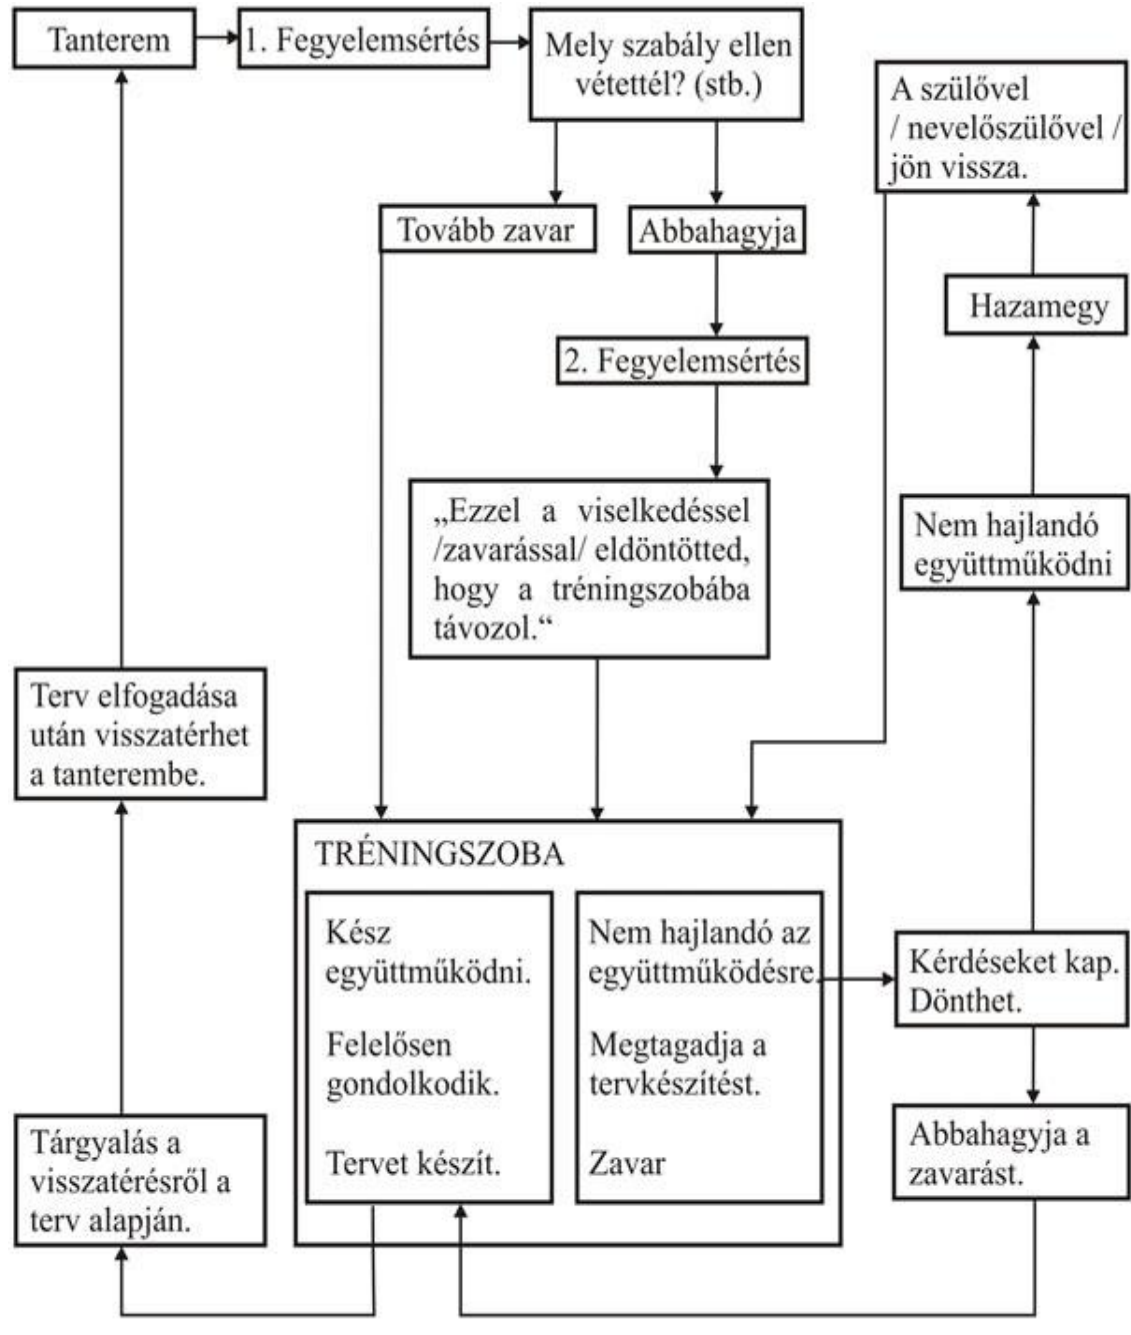 Tanterem
1. Fegyelemsértés
Mely szabály ellen
vétettél? (stb.)
A szülővel
/ nevelőszülővel /
jön vissza.
Tovább zavar
Abbahagyja
Hazamegy
2. Fegyelemsértés
„Ezzel a viselkedéssel
/zavarással/ eldöntötted,
hogy a tréningszobába
távozol.“
Nem hajlandó
együttműködni
Terv elfogadása
után visszatérhet
a tanterembe.
TRÉNINGSZOBA
Kész
együttműködni.
Felelősen
gondolkodik.
Tervet készít.
Nem hajlandó az
együttműködésre.
Megtagadja a
tervkészítést.
Zavar
Kérdéseket kap.
Dönthet.
Tárgyalás a
visszatérésről a
terv alapján.
Abbahagyja a
zavarást.